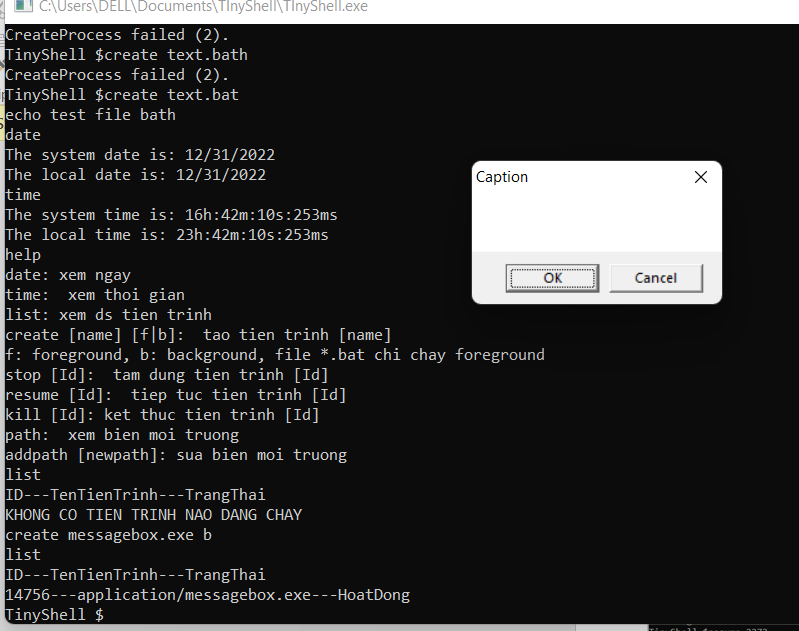 C:\Users\DELL\Documents\TInyShell\TInyShell.exe
CreateProcess failed (2).
TinyShell $create text.bath
CreateProcess failed (2).
TinyShell $create text.bat
echo test file bath
date
The system date is: 12/31/2022
The local date is: 12/31/2022
time
The system time is: 16h:42m:10s:253ms
The local time is: 23h:42m:10s:253ms
help
date: xem ngay
time:  xem thoi gian
list: xem ds tien trinh
create [name] [f|b]:  tao tien trinh [name]
f: foreground, b: background, file *.bat chi chay foreground
stop [Id]:  tam dung tien trinh [Id]
resume [Id]:  tiep tuc tien trinh [Id]
kill [Id]: ket thuc tien trinh [Id]
path:  xem bien moi truong
addpath [newpath]: sua bien moi truong
list
ID---TenTienTrinh---TrangThai
KHONG CO TIEN TRINH NAO DANG CHAY
create messagebox.exe b
list
ID---TenTienTrinh---TrangThai
14756---application/messagebox.exe---HoatDong
TinyShell $
Caption
OK
Cancel